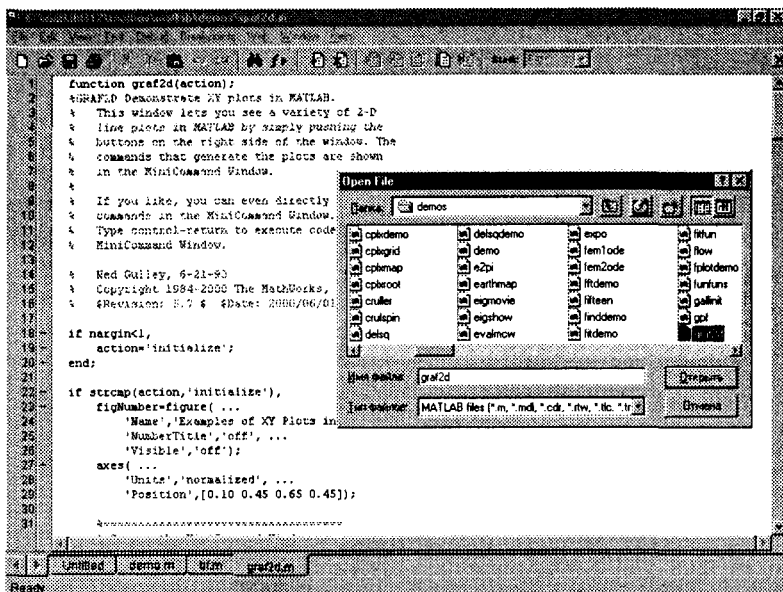 function graf2d(action);
%GRAF2D Demonstrate XY plots in MATLAB.
%   This window lets you see a variety of 2-D
%   line plots in MATLAB by simply pushing the
%   buttons on the right side of the window. The
%   commands that generate the plots are shown
%   in the MiniCommand Window.
%
%   If you like, you can even directly
%   commands in the MiniCommand Window.
%   Type control-return to execute code
%   MiniCommand Window.
%   Ned Gulley, 6-21-93
%   Copyright 1984-2000 The MathWorks,
%   $Revision: 5.7 $  $Date: 2000/06/01
if nargin<1,
action='initialize';
end;
if strcmp(action,'initialize'),
figNumber=figure( ...
'Name','Examples of XY Plots in
'NumberTitle','off', ...
'Visible','off');
axes( ...
'Units','normalized', ...
'Position',[0.10 0.45 0.65 0.45]);
Open File
Папка: demos
cplxdemo delsqdemo expo fitfun
cplxgrid demo fem1ode flow
cplxmap e2pi fem2ode fplotdemo
cplxroot earthmap fftdemo funfuns
cruller eigmovie fifteen gallinit
crulspin eigshow finddemo gpf
delsq evalmcw fitdemo
Имя файла: graf2d Открыть
Тип файлов: MATLAB files (*.m, *.mdl, *.cdr, *.rtw, *.tlc, *.tr Отмена
Untitled demo.m tif.m graf2d.m
Ready